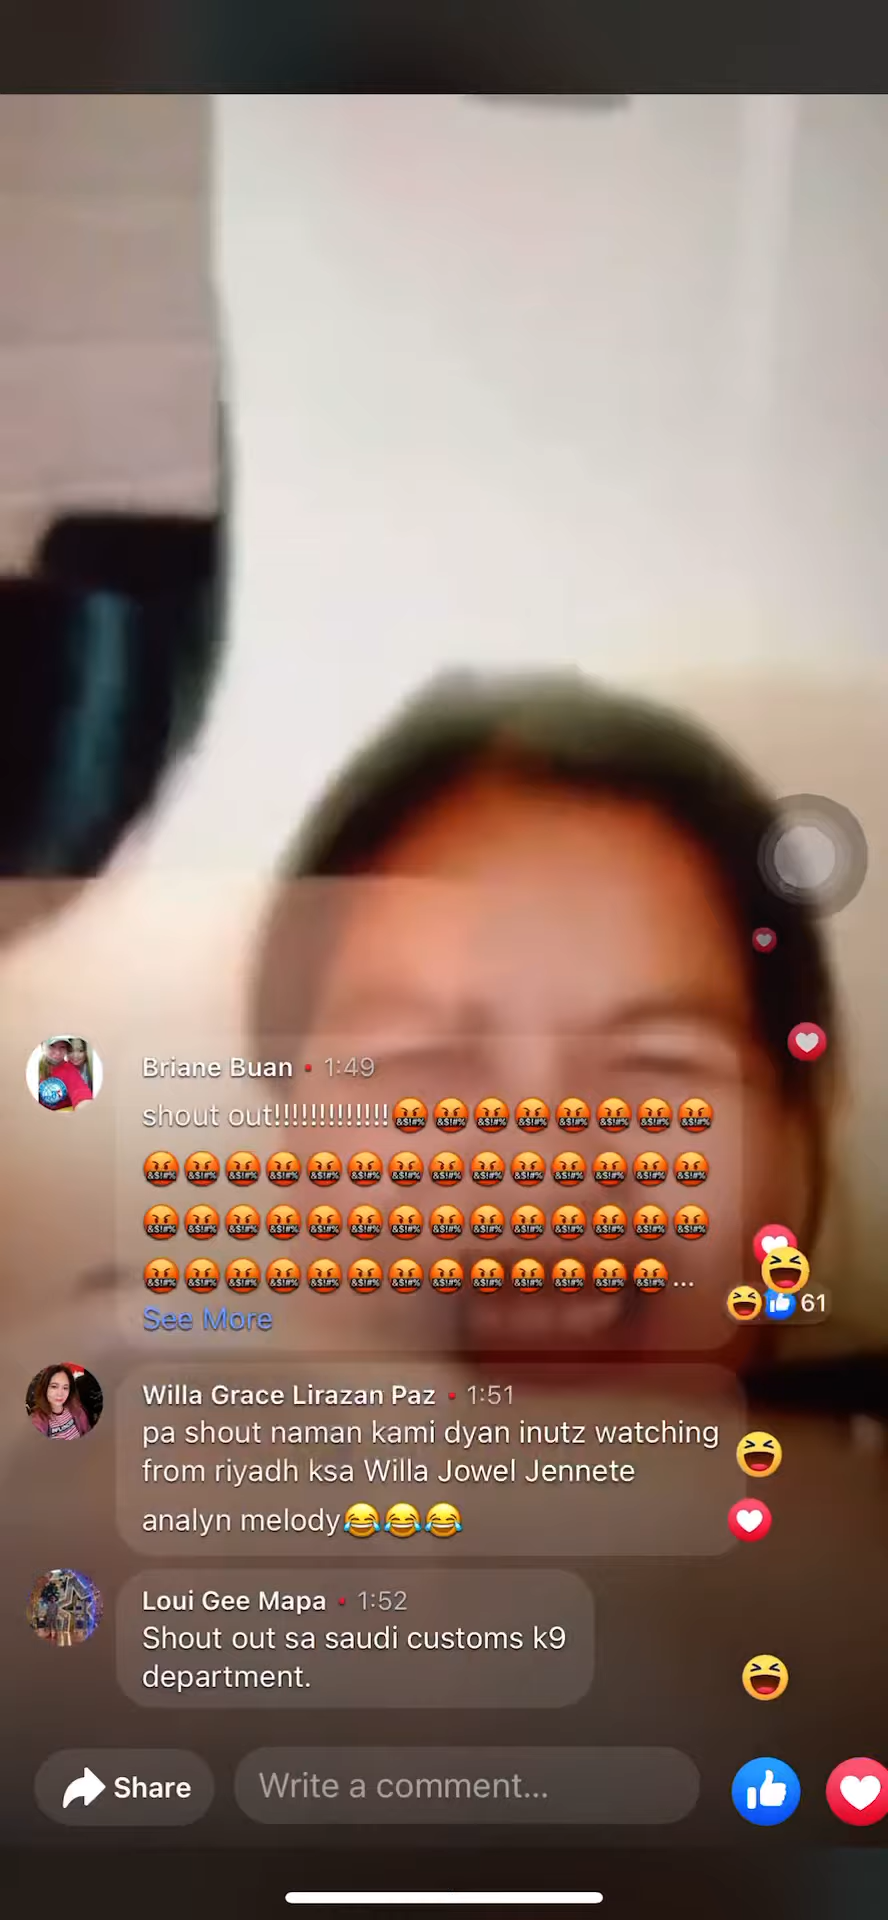 Briane Buan • 1:49
shout out!!!!!!!!!!!!!🤬🤬🤬🤬🤬🤬🤬🤬
🤬🤬🤬🤬🤬🤬🤬🤬🤬🤬🤬🤬🤬🤬
🤬🤬🤬🤬🤬🤬🤬🤬🤬🤬🤬🤬🤬🤬
🤬🤬🤬🤬🤬🤬🤬🤬🤬🤬🤬🤬🤬...
See More
61
Willa Grace Lirazan Paz • 1:51
pa shout naman kami dyan inutz watching
from riyadh ksa Willa Jowel Jennete
analyn melody😂😂😂
Loui Gee Mapa • 1:52
Shout out sa saudi customs k9
department.
Share
Write a comment...